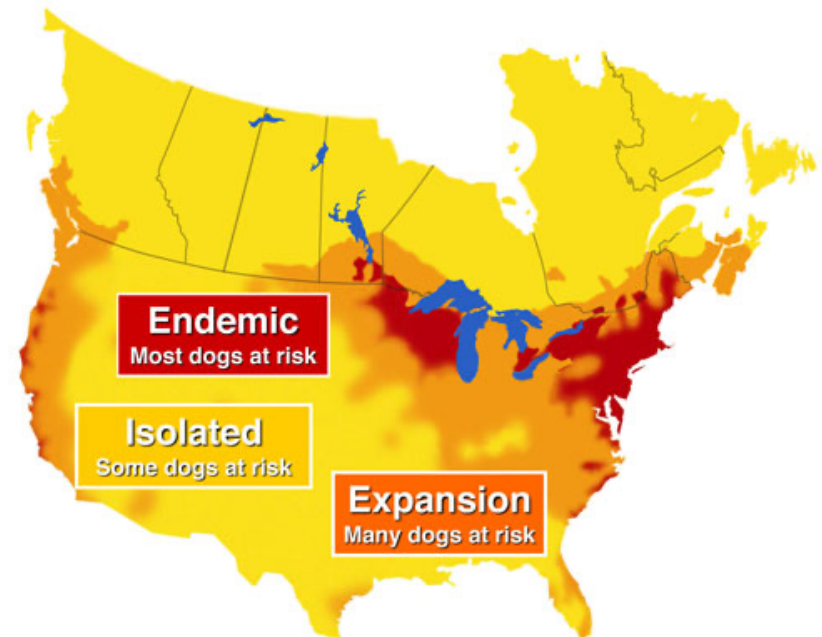 Endemic
Most dogs at risk
Isolated
Some dogs at risk
Expansion
Many dogs at risk